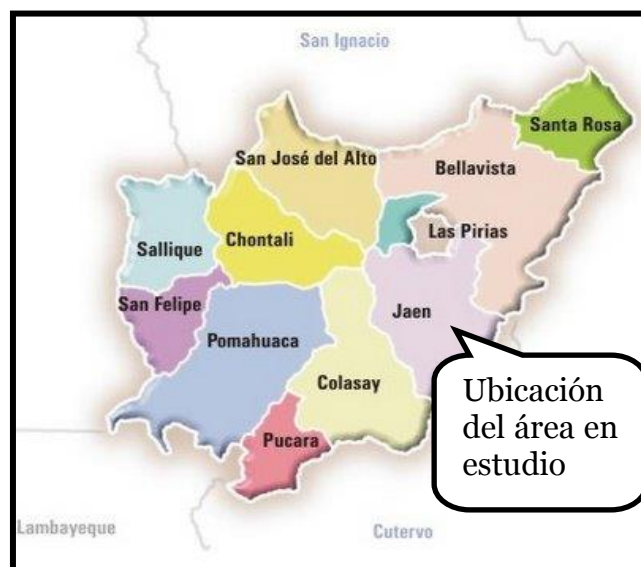 San Ignacio
Santa Rosa
San José del Alto
Bellavista
Las Pirias
Chontali
Sallique
San Felipe
Jaen
Pomahuaca
Colasay
Ubicación
del área en
estudio
Pucara
Lambayeque
Cutervo